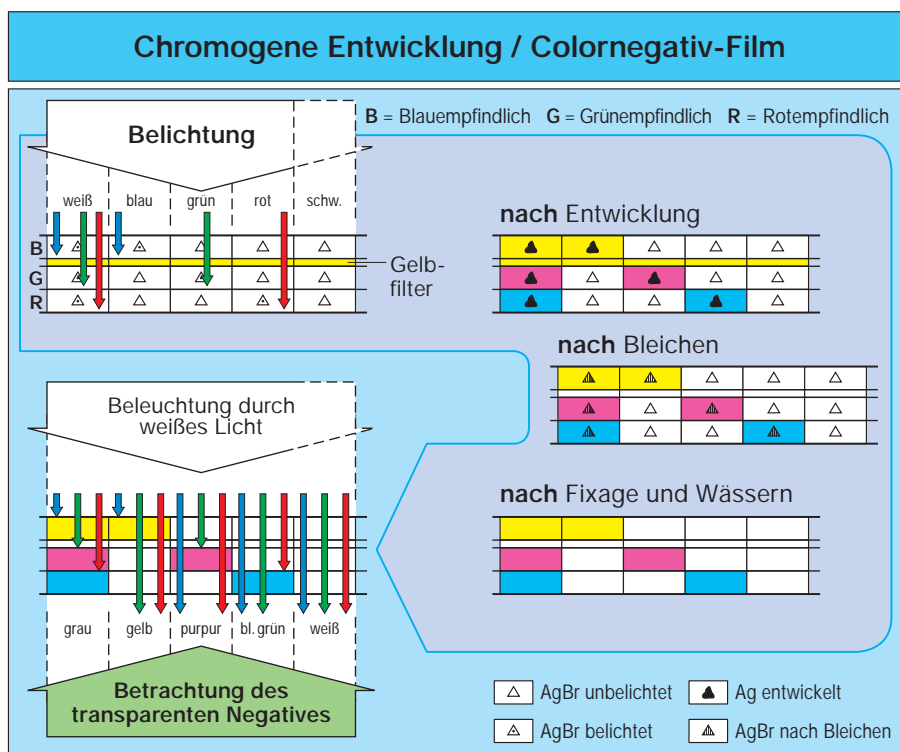 Chromogene Entwicklung / Colornegativ-Film
B = Blauempfindlich G = Grünempfindlich R = Rotempfindlich
Belichtung
weiß blau grün rot schw.
B
G
R
Gelb-
filter
nach Entwicklung
nach Bleichen
nach Fixage und Wässern
Beleuchtung durch
weißes Licht
grau gelb purpur bl. grün weiß
Betrachtung des
transparenten Negatives
AgBr unbelichtet Ag entwickelt
AgBr belichtet AgBr nach Bleichen